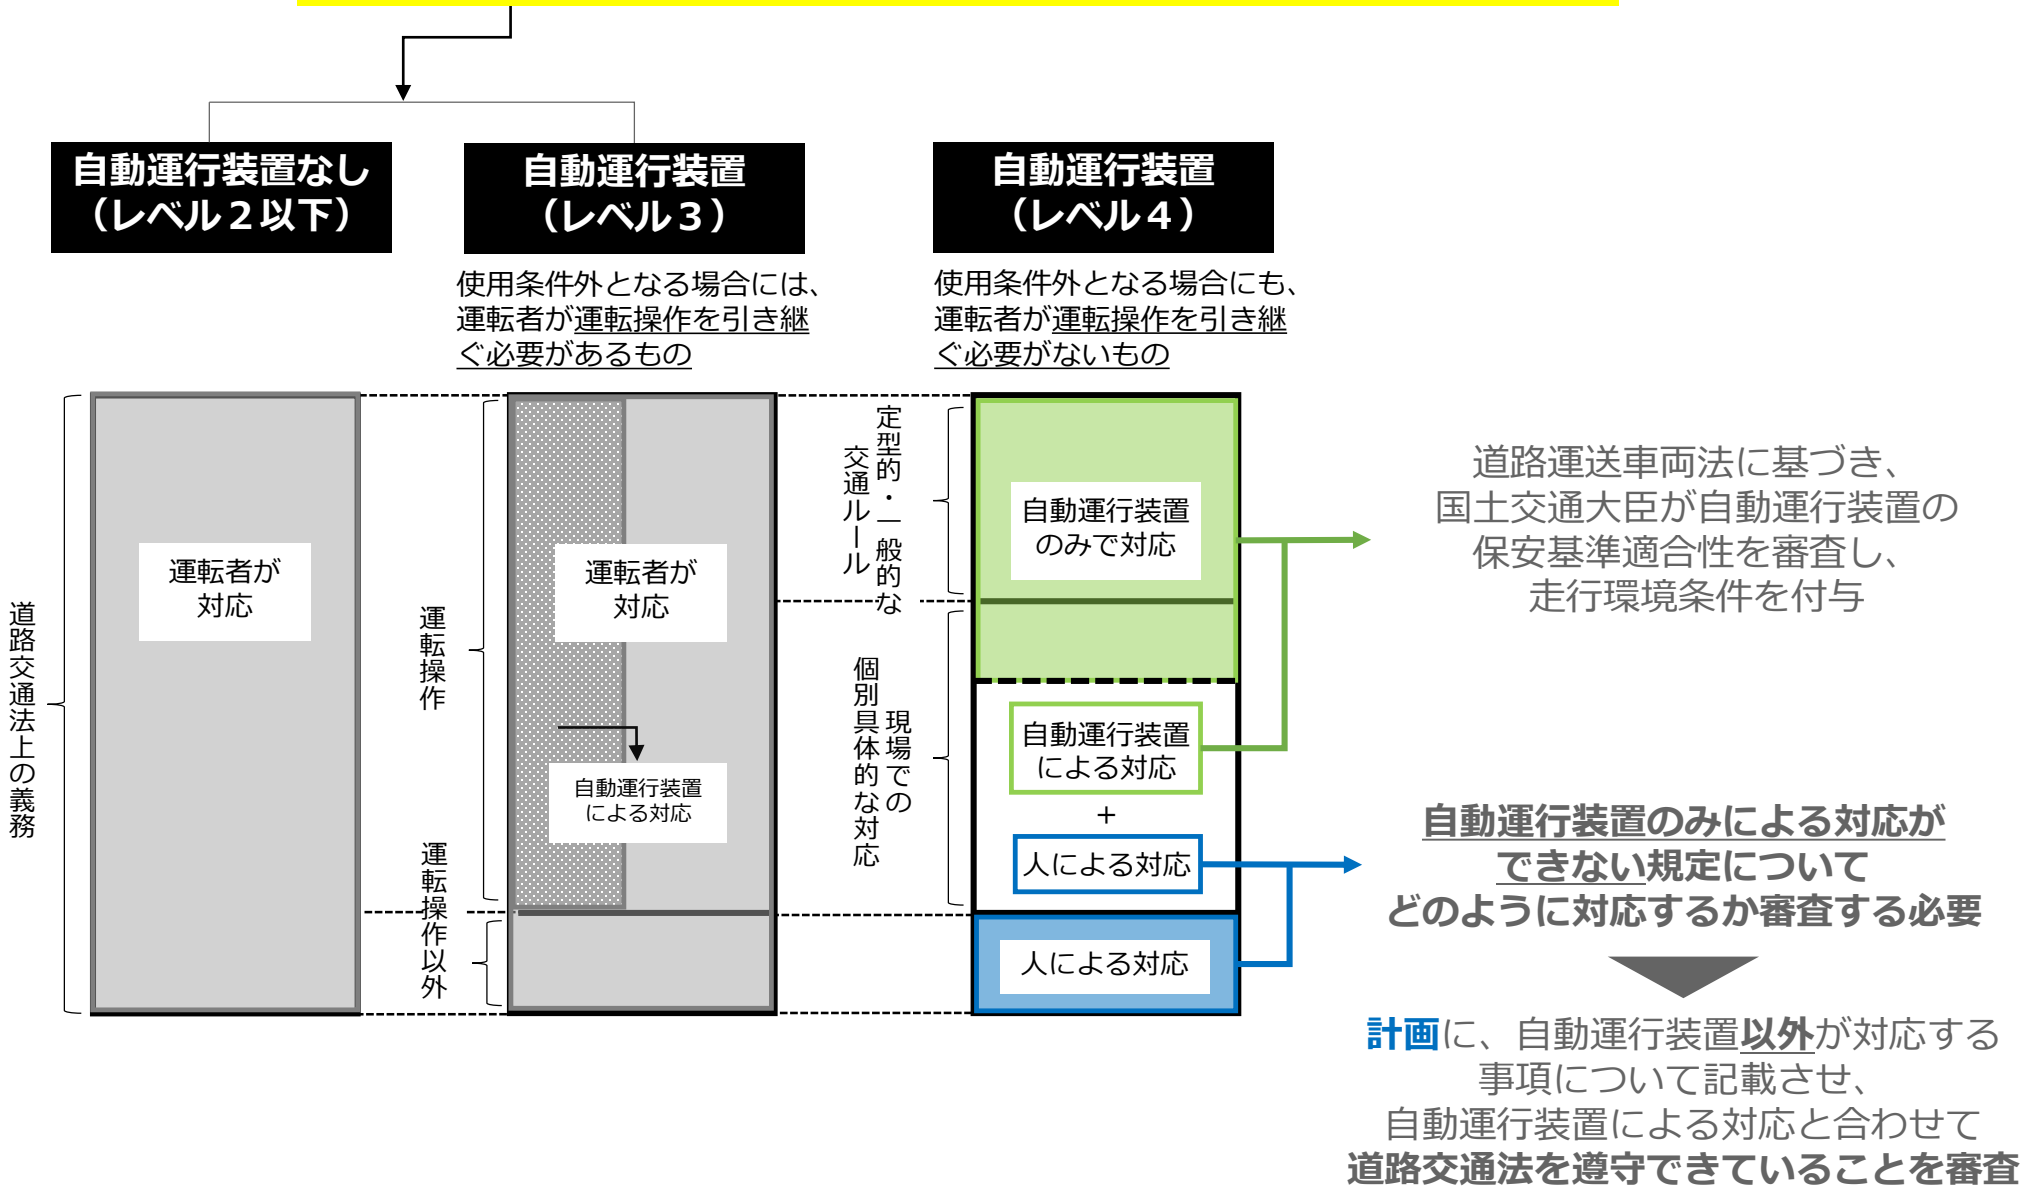 自動運行装置なし
（レベル２以下）
自動運行装置
（レベル３）
自動運行装置
（レベル４）
使用条件外となる場合には、
運転者が運転操作を引き継
ぐ必要があるもの
使用条件外となる場合にも、
運転者が運転操作を引き継
ぐ必要がないもの
道路交通法上の義務
運転者が
対応
運転操作
運転操作以外
運転者が
対応
自動運行装置
による対応
定型的・一般的な
交通ルール
現場での
個別具体的な対応
自動運行装置
のみで対応
自動運行装置
による対応
+
人による対応
人による対応
道路運送車両法に基づき、
国土交通大臣が自動運行装置の
保安基準適合性を審査し、
走行環境条件を付与
自動運行装置のみによる対応が
できない規定について
どのように対応するか審査する必要
計画に、自動運行装置以外が対応する
事項について記載させ、
自動運行装置による対応と合わせて
道路交通法を遵守できていることを審査